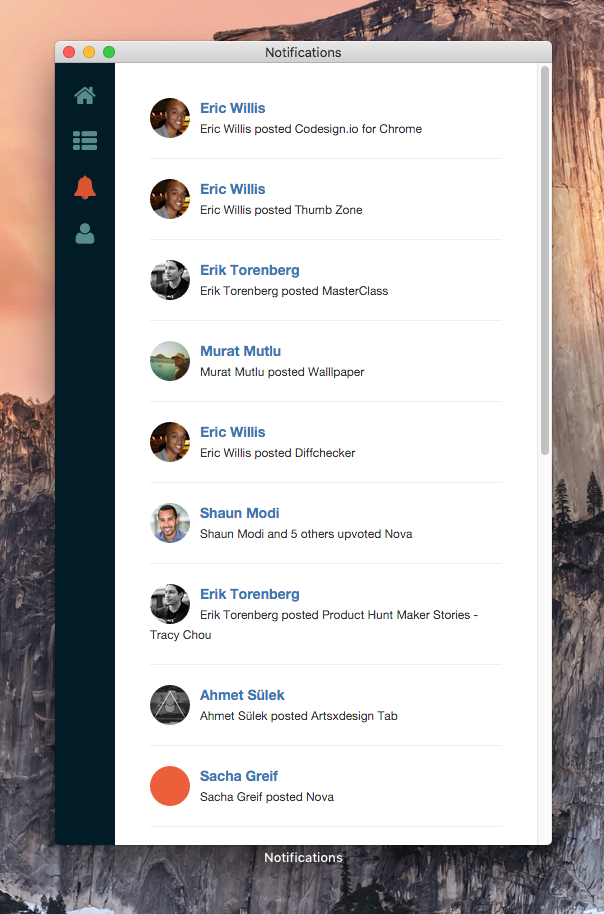 Notifications
Eric Willis
Eric Willis posted Codesign.io for Chrome
Eric Willis
Eric Willis posted Thumb Zone
Erik Torenberg
Erik Torenberg posted MasterClass
Murat Mutlu
Murat Mutlu posted Walllpaper
Eric Willis
Eric Willis posted Diffchecker
Shaun Modi
Shaun Modi and 5 others upvoted Nova
Erik Torenberg
Erik Torenberg posted Product Hunt Maker Stories -
Tracy Chou
Ahmet Sülek
Ahmet Sülek posted Artsxdesign Tab
Sacha Greif
Sacha Greif posted Nova
Notifications